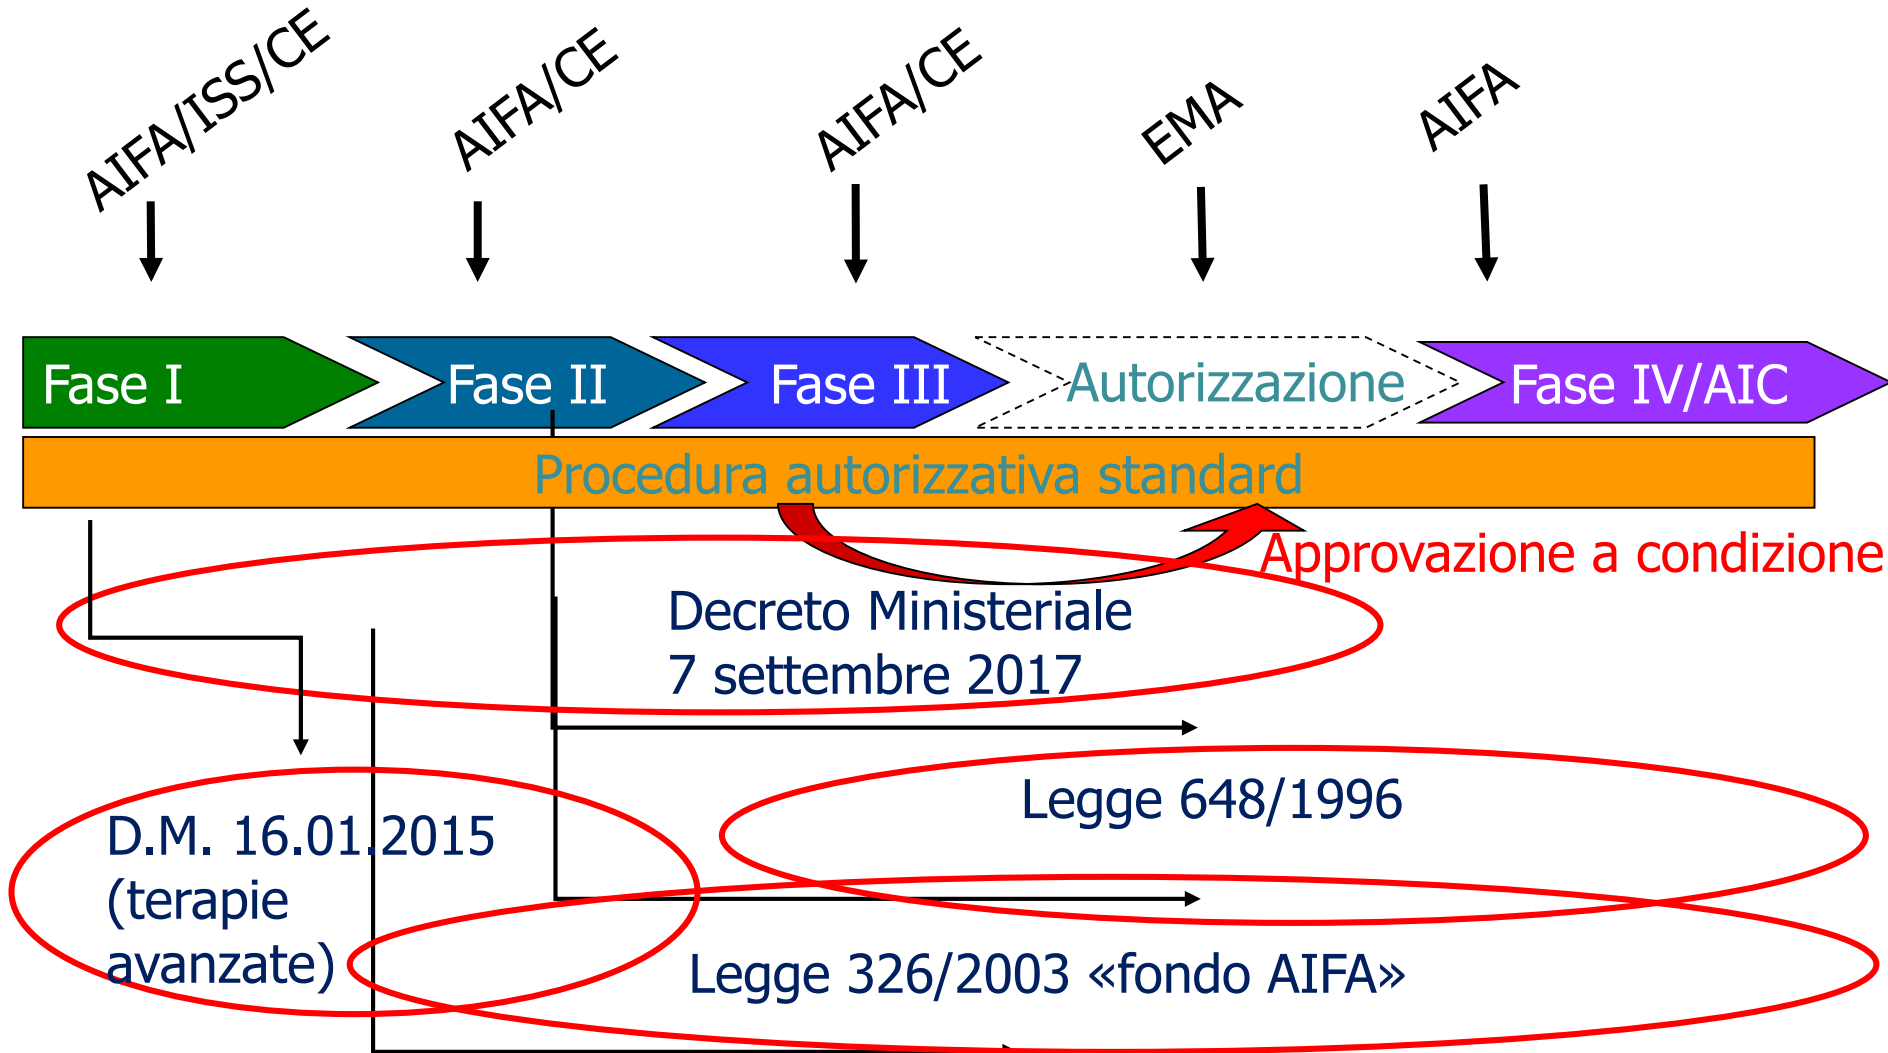 AIFA/ISS/CE
AIFA/CE
AIFA/CE
EMA
AIFA
Fase I
Fase II
Fase III
Autorizzazione
Fase IV/AIC
Procedura autorizzativa standard
Approvazione a condizione
Decreto Ministeriale
7 settembre 2017
Legge 648/1996
D.M. 16.01.2015
(terapie
avanzate)
Legge 326/2003 «fondo AIFA»